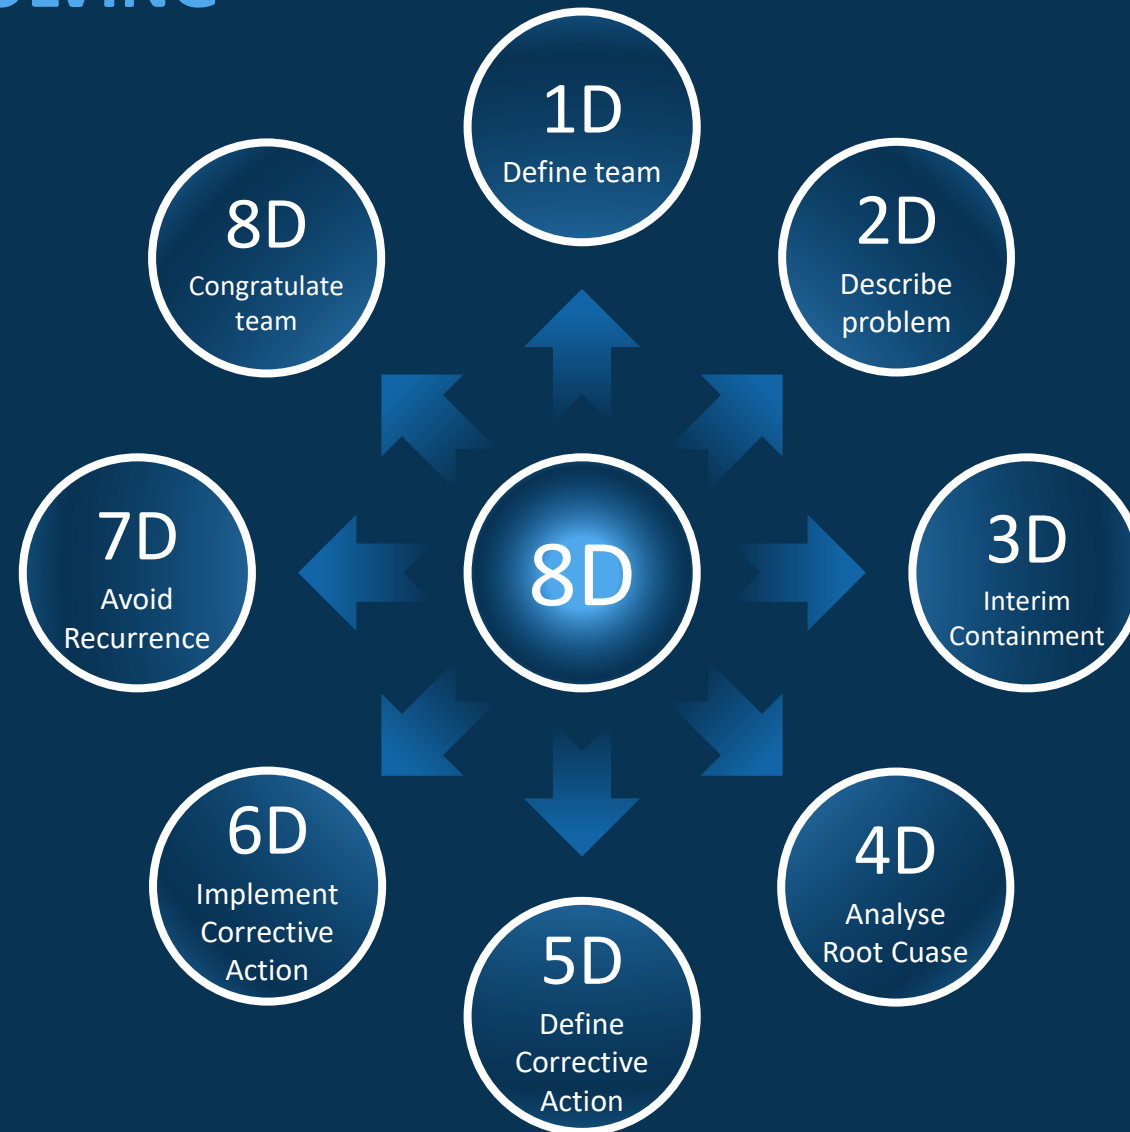 1D
Define team
2D
Describe
problem
3D
Interim
Containment
4D
Analyse
Root Cuase
5D
Define
Corrective
Action
6D
Implement
Corrective
Action
7D
Avoid
Recurrence
8D
Congratulate
team
8D